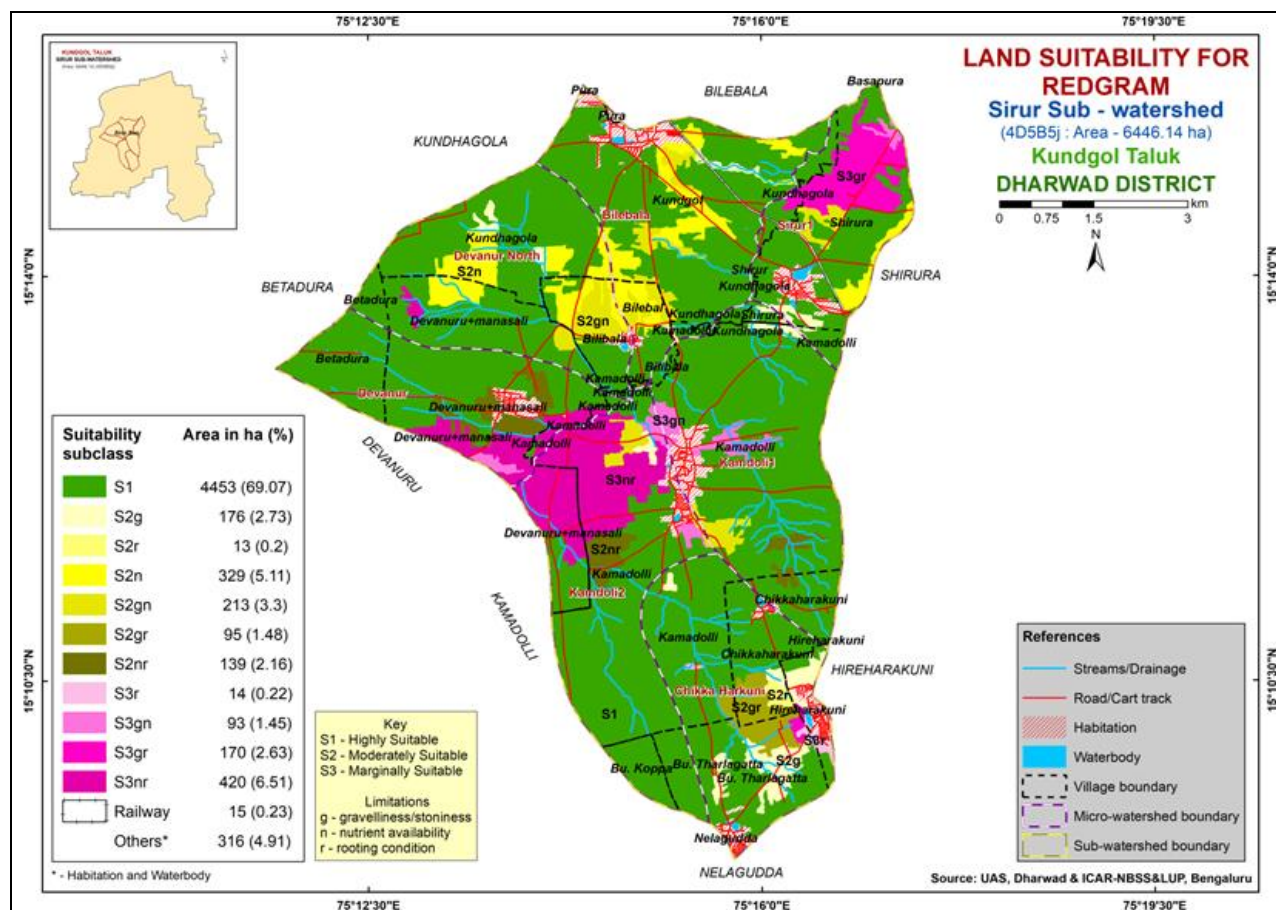 75°12'30"E 75°16'0"E 75°19'30"E
KUNDGOL TALUK
SIRUR SUB-WATERSHED
LAND SUITABILITY FOR
REDGRAM
Sirur Sub - watershed
(4D5B5j : Area - 6446.14 ha)
Kundgol Taluk
DHARWAD DISTRICT
0 0.75 1.5 3
km
N
15°14'0"N
15°14'0"N
15°10'30"N
15°10'30"N
Pura
BILEBALA
Basapura
Pura
KUNDHAGOLA
S3gr
Kundhagola
Kundgol
Bilebala
Sirur1
Shirura
Kundhagola
Devanur North
S2n
Shirur
Kundhagola
SHIRURA
BETADURA
Betadura
Devanuru+manasali
Bilebal
S2gn
Kundhagola
Shirura
Bilibala
Kamadolli
Kundhagola
Kamadolli
Betadura
Bilibala
Kamadolli
Kamadolli
Kamadolli
Devanur
Devanuru+manasali
S3gn
Kamadolli
Devanuru+manasali
Kamadolli
Kamadolli
Kamdoli1
DEVANURU
S3nr
Devanuru+manasali
S2nr
Kamadolli
Kamdoli2
Chikkaharakuni
KAMADOLLI
Kamadolli
Hireharakuni
Chikkaharakuni
HIREHARAKUNI
Chikka Harkuni
S2r
S2gr
Hireharakuni
S1
S3r
S2g
Bu. Koppa
Bu. Tharlagatta
Bu. Tharlagatta
Nelagudda
NELAGUDDA
Suitability subclass Area in ha (%)
S1 4453 (69.07)
S2g 176 (2.73)
S2r 13 (0.2)
S2n 329 (5.11)
S2gn 213 (3.3)
S2gr 95 (1.48)
S2nr 139 (2.16)
S3r 14 (0.22)
S3gn 93 (1.45)
S3gr 170 (2.63)
S3nr 420 (6.51)
Railway 15 (0.23)
Others* 316 (4.91)
* - Habitation and Waterbody
Key
S1 - Highly Suitable
S2 - Moderately Suitable
S3 - Marginally Suitable
Limitations
g - gravelliness/stoniness
n - nutrient availability
r - rooting condition
References
Streams/Drainage
Road/Cart track
Habitation
Waterbody
Village boundary
Micro-watershed boundary
Sub-watershed boundary
Source: UAS, Dharwad & ICAR-NBSS&LUP, Bengaluru
75°12'30"E 75°16'0"E 75°19'30"E